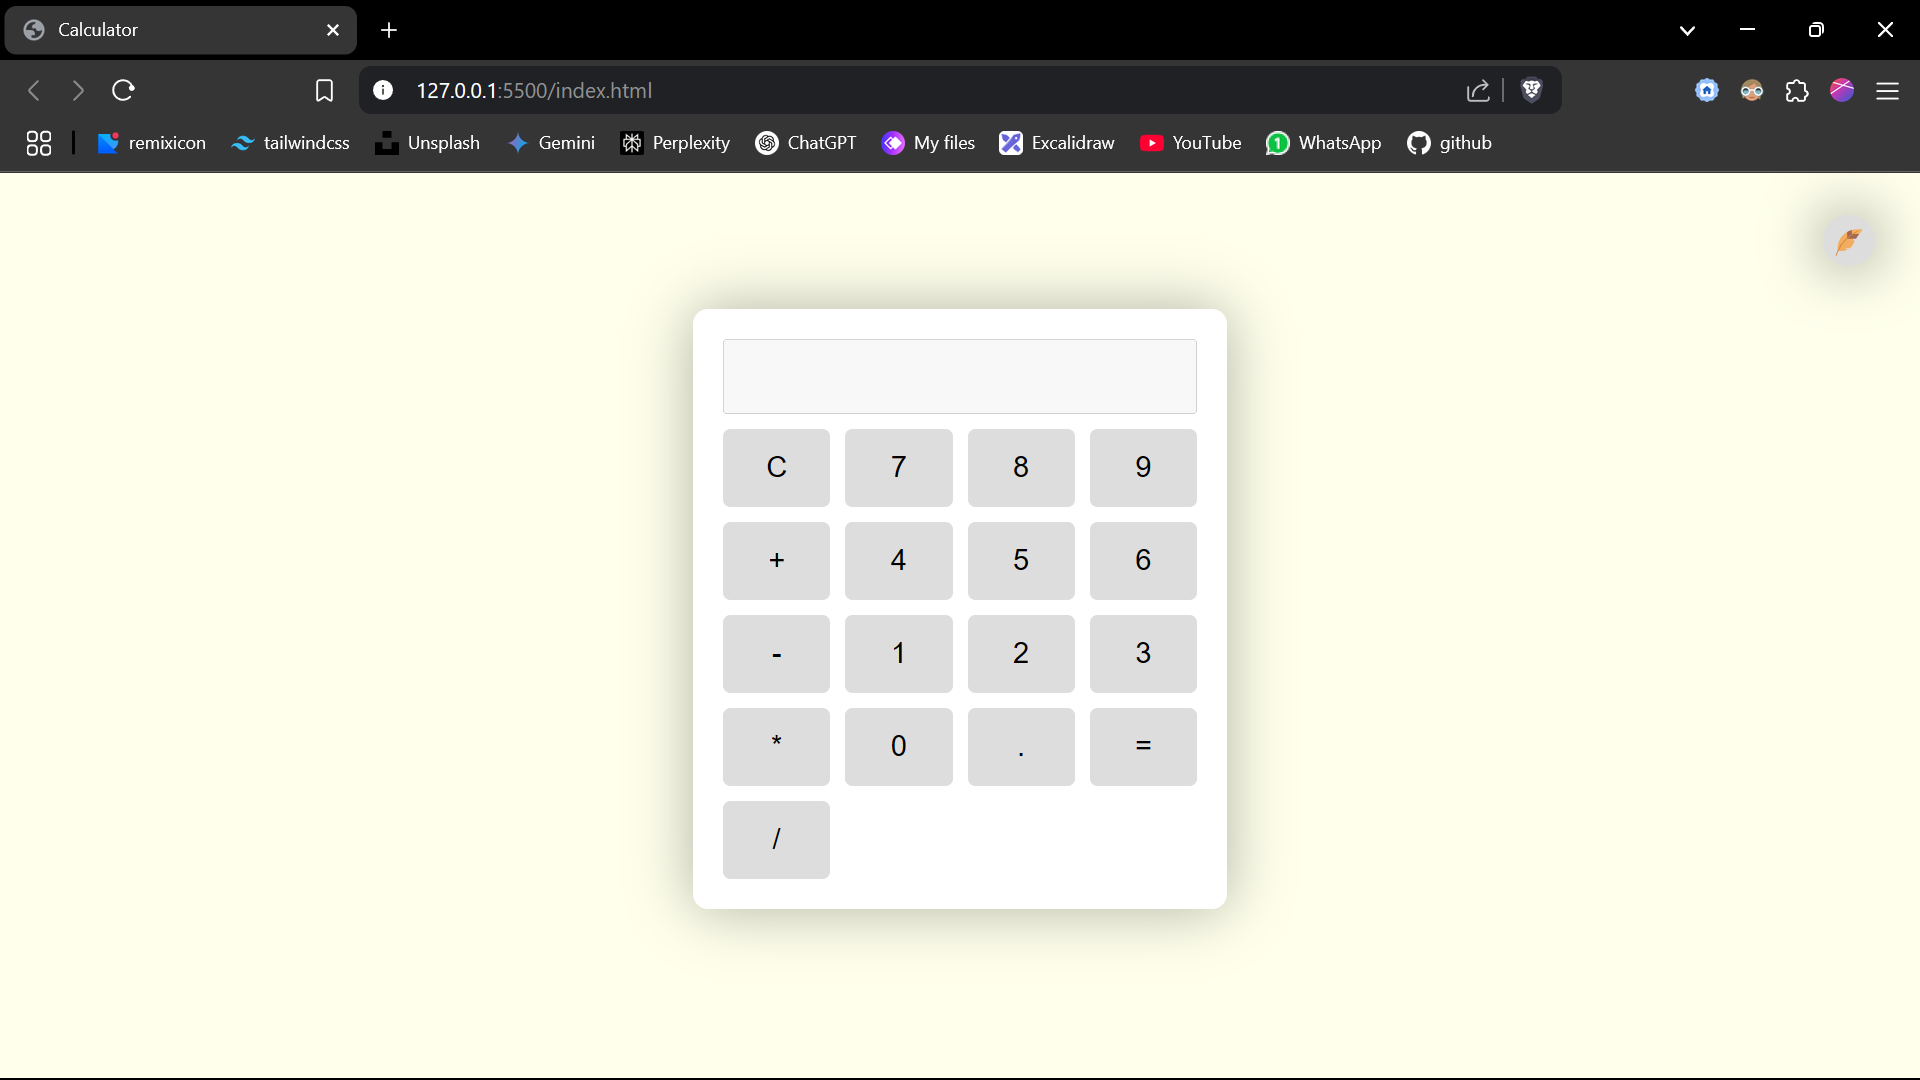 Calculator
127.0.0.1:5500/index.html
remixicon tailwindcss Unsplash Gemini Perplexity ChatGPT My files Excalidraw YouTube 1 WhatsApp github
C 7 8 9
+ 4 5 6
- 1 2 3
* 0 . =
/